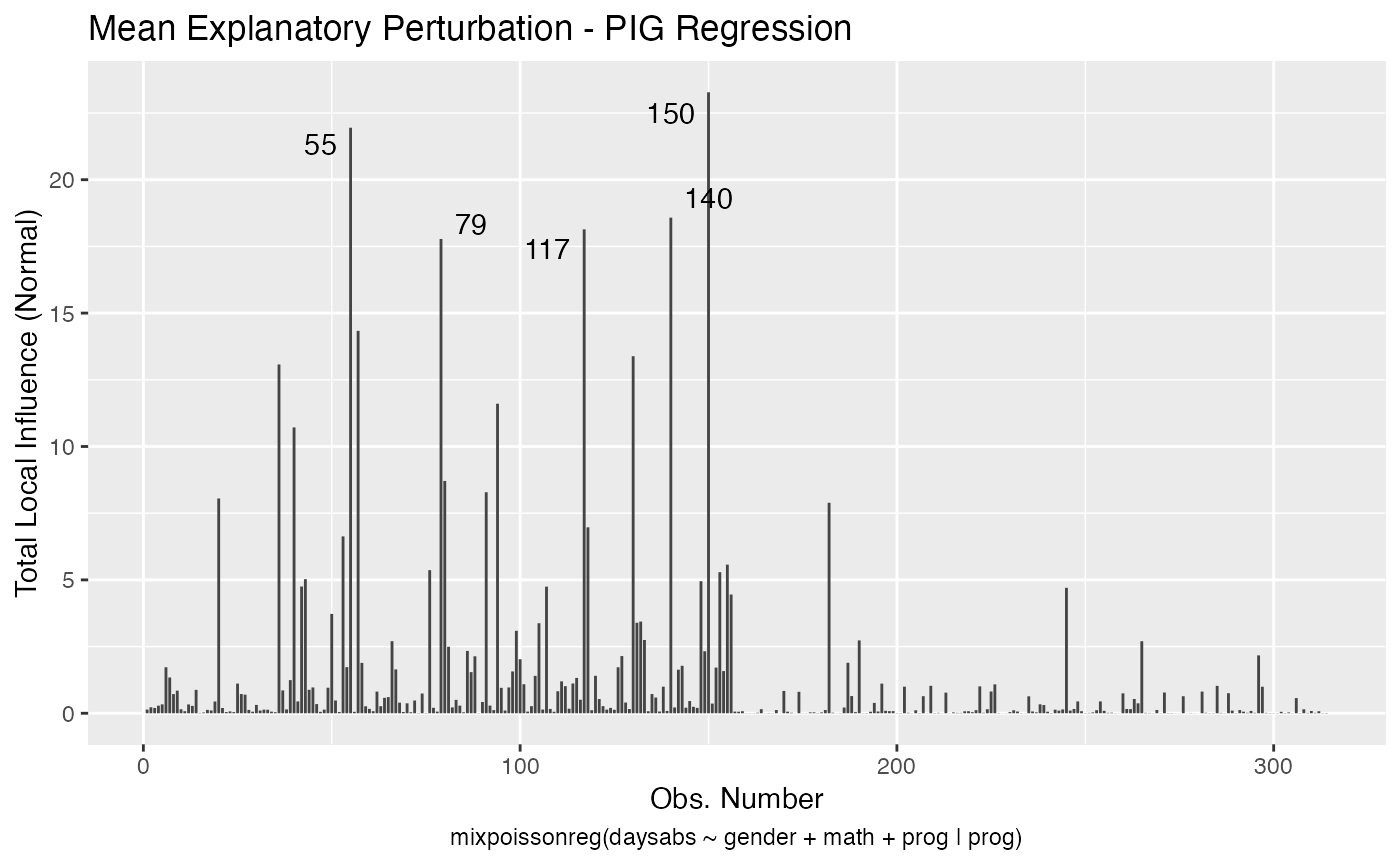 Mean Explanatory Perturbation - PIG Regression
150
55
20
140
79
117
15
10
5
0
0 100 200 300
Total Local Influence (Normal)
Obs. Number
mixpoissonreg(daysabs ~ gender + math + prog | prog)